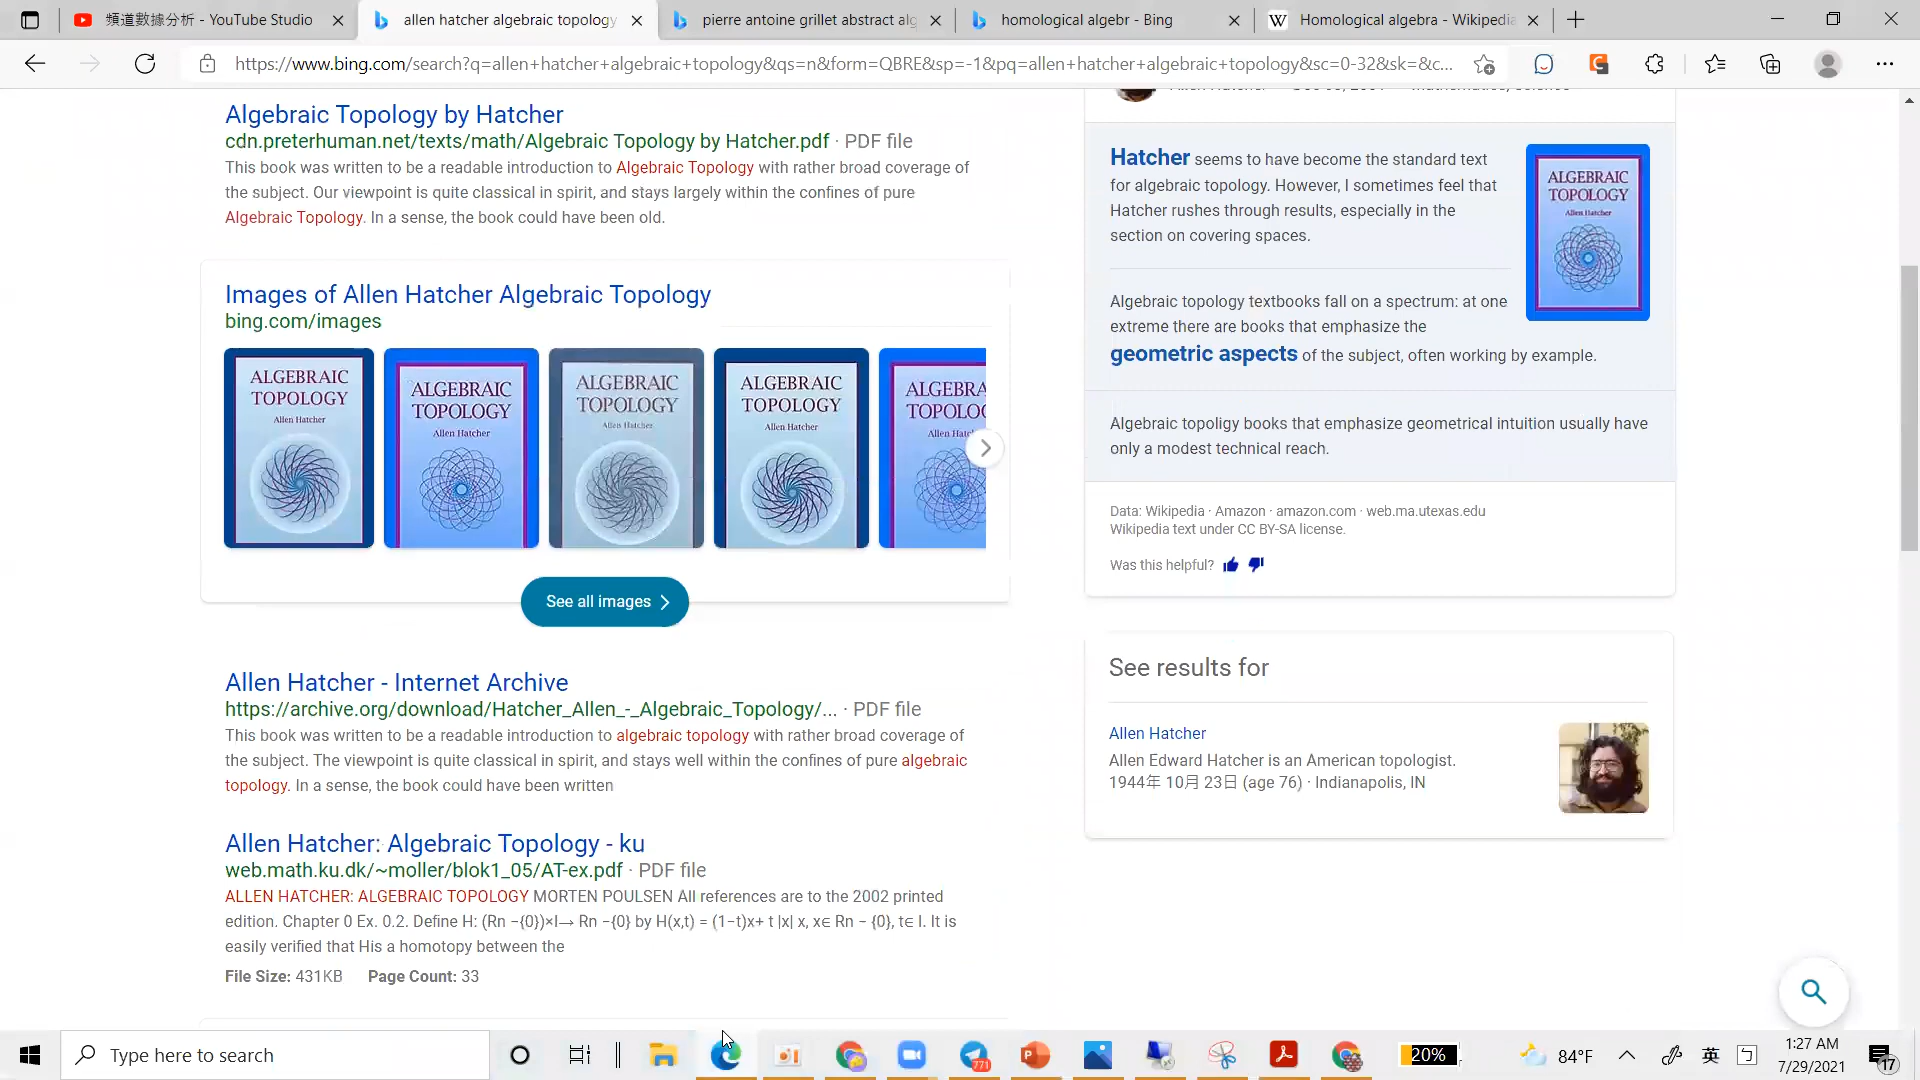 頻道數據分析 - YouTube Studio
allen hatcher algebraic topology
pierre antoine grillet abstract alg
homological algebr - Bing
W Homological algebra - Wikipedia
https://www.bing.com/search?q=allen+hatcher+algebraic+topology&qs=n&form=QBRE&sp=-1&pq=allen+hatcher+algebraic+topology&sc=0-32&sk=&c...
Algebraic Topology by Hatcher
cdn.preterhuman.net/texts/math/Algebraic Topology by Hatcher.pdf · PDF file
This book was written to be a readable introduction to Algebraic Topology with rather broad coverage of
the subject. Our viewpoint is quite classical in spirit, and stays largely within the confines of pure
Algebraic Topology. In a sense, the book could have been old.
Images of Allen Hatcher Algebraic Topology
bing.com/images
ALGEBRAIC
TOPOLOGY
Allen Hatcher
ALGEBRAIC
TOPOLOGY
Allen Hatcher
ALGEBRAIC
TOPOLOGY
Allen Hatcher
ALGEBRAIC
TOPOLOGY
Allen Hatcher
See all images
Allen Hatcher - Internet Archive
https://archive.org/download/Hatcher_Allen_-_Algebraic_Topology/... · PDF file
This book was written to be a readable introduction to algebraic topology with rather broad coverage of
the subject. The viewpoint is quite classical in spirit, and stays well within the confines of pure algebraic
topology. In a sense, the book could have been written
Allen Hatcher: Algebraic Topology - ku
web.math.ku.dk/~moller/blok1_05/AT-ex.pdf · PDF file
ALLEN HATCHER: ALGEBRAIC TOPOLOGY MORTEN POULSEN All references are to the 2002 printed
edition. Chapter 0 Ex. 0.2. Define H: (Rn −{0})×I→ Rn −{0} by H(x,t) = (1−t)x+ t |x| x, x∈ Rn − {0}, t∈ I. It is
easily verified that His a homotopy between the
File Size: 431KB Page Count: 33
Hatcher seems to have become the standard text
for algebraic topology. However, I sometimes feel that
Hatcher rushes through results, especially in the
section on covering spaces.
ALGEBRAIC
TOPOLOGY
Allen Hatcher
Algebraic topology textbooks fall on a spectrum: at one
extreme there are books that emphasize the
geometric aspects of the subject, often working by example.
Algebraic topoligy books that emphasize geometrical intuition usually have
only a modest technical reach.
Data: Wikipedia · Amazon · amazon.com · web.ma.utexas.edu
Wikipedia text under CC BY-SA license.
Was this helpful?
See results for
Allen Hatcher
Allen Edward Hatcher is an American topologist.
1944年 10月 23日 (age 76) · Indianapolis, IN
Type here to search
771
20%
84°F
英
1:27 AM
7/29/2021
17